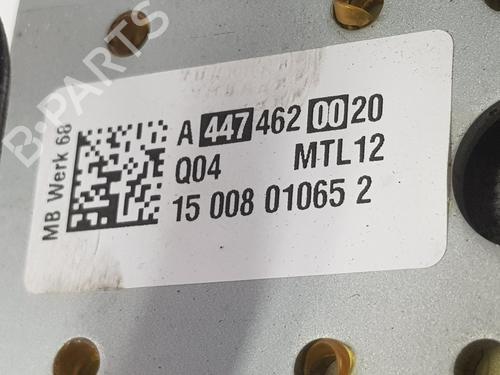 MB Werk 68
A 447 462 00 20
Q04 MTL12
15 008 01065 2
B-PARTS